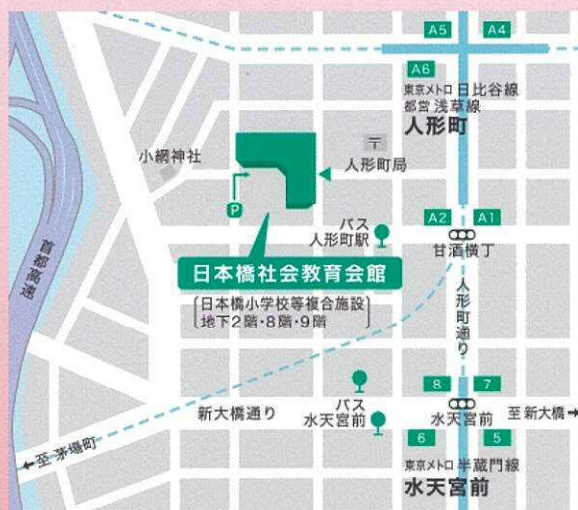 A5
A4
A6
東京メトロ 日比谷線
都営 浅草線
人形町
小網神社
〒
人形町局
P
バス
人形町駅
A2
A1
甘酒横丁
首都高速
日本橋社会教育会館
日本橋小学校等複合施設
地下2階・8階・9階
人形町通り
8
7
新大橋通り
バス
水天宮前
水天宮前
至 新大橋→
←至 茅場町
6
5
東京メトロ 半蔵門線
水天宮前